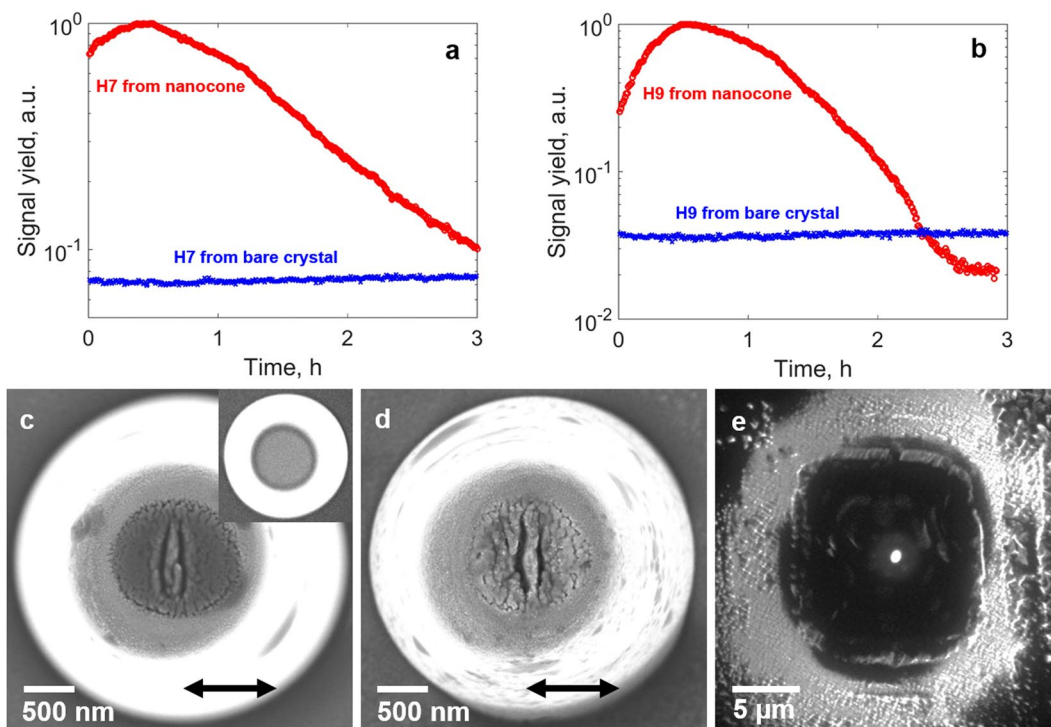 a
10⁰
H7 from nanocone
Signal yield, a.u.
10⁻¹
H7 from bare crystal
0 1 2 3
Time, h
b
10⁰
H9 from nanocone
Signal yield, a.u.
10⁻¹
H9 from bare crystal
10⁻²
0 1 2 3
Time, h
c
500 nm
d
500 nm
e
5 µm